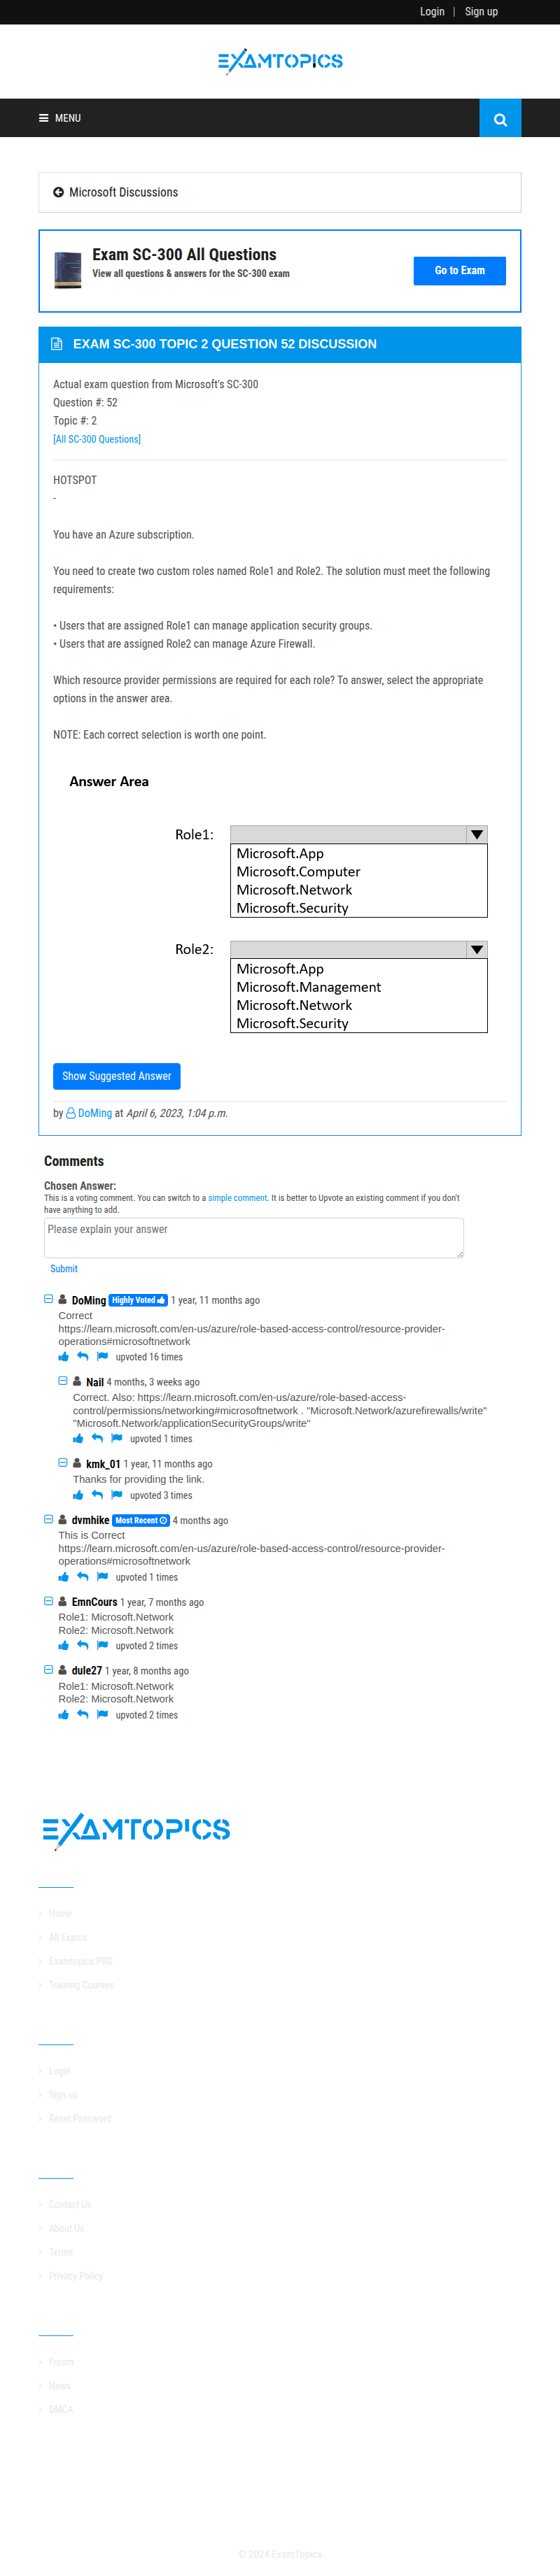 Login | Sign up
EXAMTOPICS
MENU
Microsoft Discussions
Exam SC-300 All Questions
View all questions & answers for the SC-300 exam
Go to Exam
EXAM SC-300 TOPIC 2 QUESTION 52 DISCUSSION
Actual exam question from Microsoft's SC-300
Question #: 52
Topic #: 2
[All SC-300 Questions]
HOTSPOT
-
You have an Azure subscription.
You need to create two custom roles named Role1 and Role2. The solution must meet the following
requirements:
• Users that are assigned Role1 can manage application security groups.
• Users that are assigned Role2 can manage Azure Firewall.
Which resource provider permissions are required for each role? To answer, select the appropriate
options in the answer area.
NOTE: Each correct selection is worth one point.
Answer Area
Role1:
Microsoft.App
Microsoft.Computer
Microsoft.Network
Microsoft.Security
Role2:
Microsoft.App
Microsoft.Management
Microsoft.Network
Microsoft.Security
Show Suggested Answer
by DoMing at April 6, 2023, 1:04 p.m.
Comments
Chosen Answer:
This is a voting comment. You can switch to a simple comment. It is better to Upvote an existing comment if you don't
have anything to add.
Please explain your answer
Submit
DoMing Highly Voted 1 year, 11 months ago
Correct
https://learn.microsoft.com/en-us/azure/role-based-access-control/resource-provider-
operations#microsoftnetwork
upvoted 16 times
Nail 4 months, 3 weeks ago
Correct. Also: https://learn.microsoft.com/en-us/azure/role-based-access-
control/permissions/networking#microsoftnetwork . "Microsoft.Network/azurefirewalls/write"
"Microsoft.Network/applicationSecurityGroups/write"
upvoted 1 times
kmk_01 1 year, 11 months ago
Thanks for providing the link.
upvoted 3 times
dvmhike Most Recent 4 months ago
This is Correct
https://learn.microsoft.com/en-us/azure/role-based-access-control/resource-provider-
operations#microsoftnetwork
upvoted 1 times
EmnCours 1 year, 7 months ago
Role1: Microsoft.Network
Role2: Microsoft.Network
upvoted 2 times
dule27 1 year, 8 months ago
Role1: Microsoft.Network
Role2: Microsoft.Network
upvoted 2 times
EXAMTOPICS
Home
All Exams
Examtopics PRO
Training Courses
Login
Sign up
Reset Password
Contact Us
About Us
Terms
Privacy Policy
Forum
News
DMCA
© 2024 ExamTopics